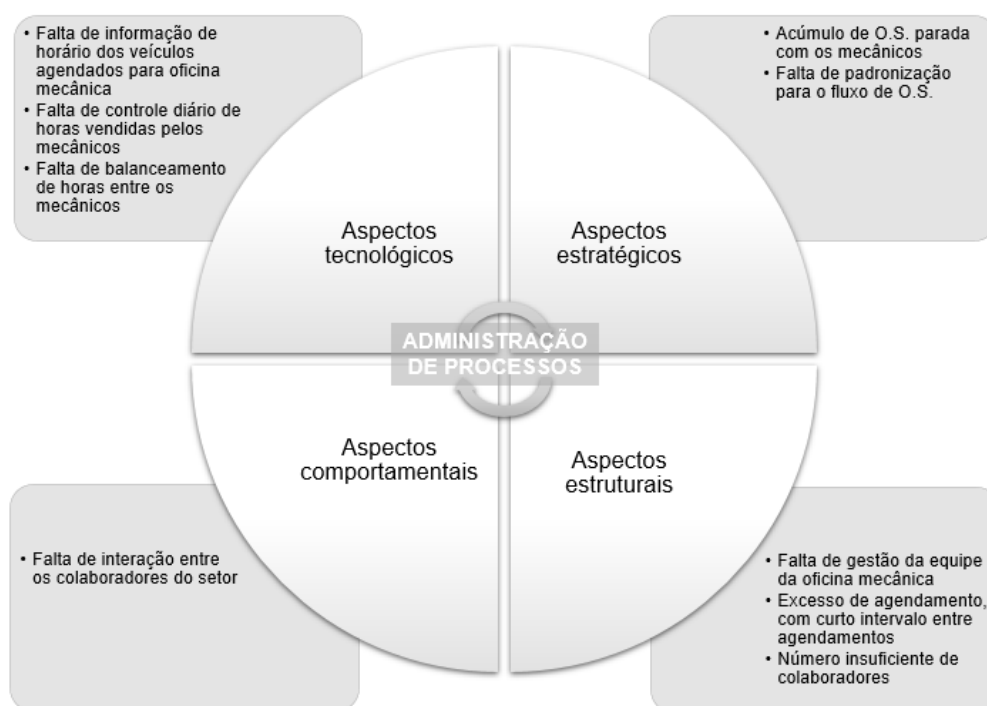 • Falta de informação de
horário dos veículos
agendados para oficina
mecânica
• Falta de controle diário de
horas vendidas pelos
mecânicos
• Falta de balanceamento
de horas entre os
mecânicos
• Acúmulo de O.S. parada
com os mecânicos
• Falta de padronização
para o fluxo de O.S.
Aspectos
tecnológicos
Aspectos
estratégicos
ADMINISTRAÇÃO
DE PROCESSOS
Aspectos
comportamentais
Aspectos
estruturais
• Falta de interação entre
os colaboradores do setor
• Falta de gestão da equipe
da oficina mecânica
• Excesso de agendamento,
com curto intervalo entre
agendamentos
• Número insuficiente de
colaboradores